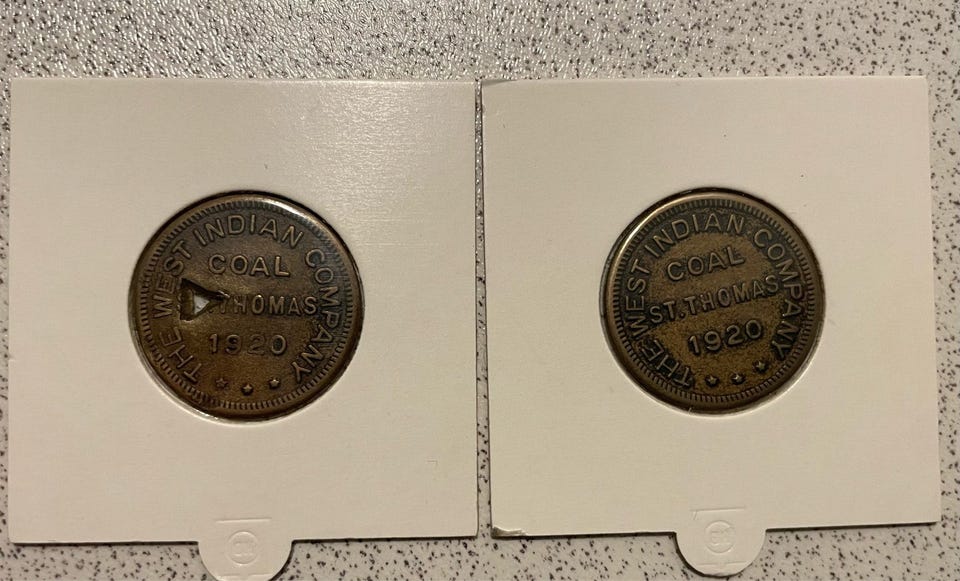 THE WEST INDIAN COMPANY
COAL
.THOMAS
1920
THE WEST INDIAN COMPANY
COAL
ST. THOMAS
1920